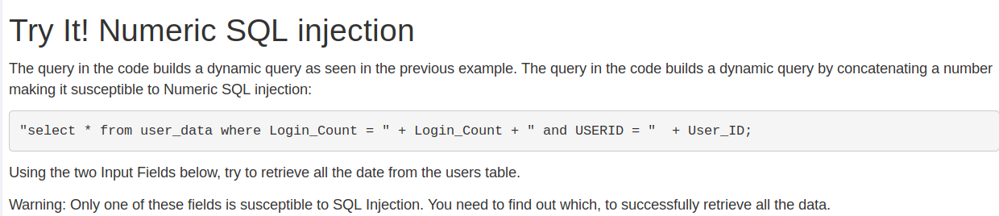 Try It! Numeric SQL injection
The query in the code builds a dynamic query as seen in the previous example. The query in the code builds a dynamic query by concatenating a number
making it susceptible to Numeric SQL injection:
"select * from user_data where Login_Count = " + Login_Count + " and USERID = "  + User_ID;
Using the two Input Fields below, try to retrieve all the date from the users table.
Warning: Only one of these fields is susceptible to SQL Injection. You need to find out which, to successfully retrieve all the data.